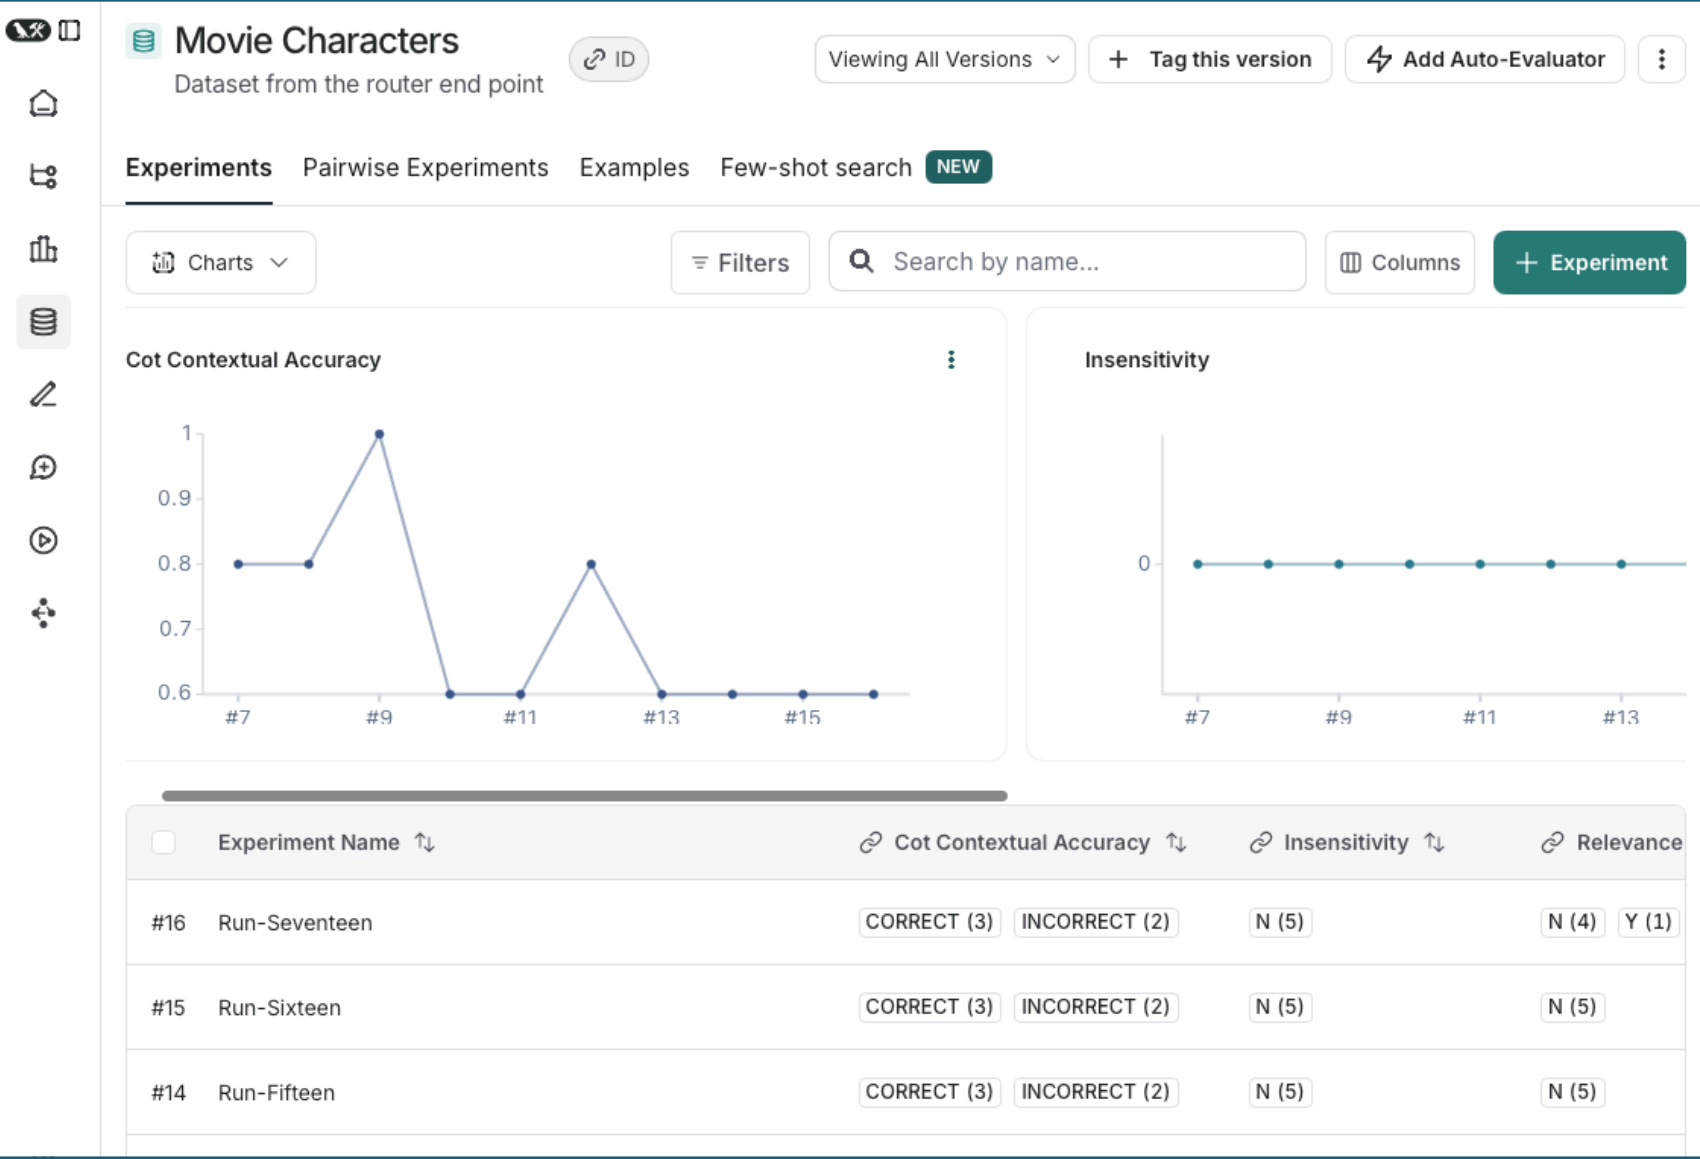 Movie Characters
ID
Viewing All Versions
Tag this version
Add Auto-Evaluator
Dataset from the router end point
Experiments Pairwise Experiments Examples Few-shot search NEW
Charts Filters Search by name... Columns + Experiment
Cot Contextual Accuracy
1
0.9
0.8
0.7
0.6
#7 #9 #11 #13 #15
Insensitivity
0
#7 #9 #11 #13
Experiment Name Cot Contextual Accuracy Insensitivity Relevance
#16 Run-Seventeen CORRECT (3) INCORRECT (2) N (5) N (4) Y (1)
#15 Run-Sixteen CORRECT (3) INCORRECT (2) N (5) N (5)
#14 Run-Fifteen CORRECT (3) INCORRECT (2) N (5) N (5)